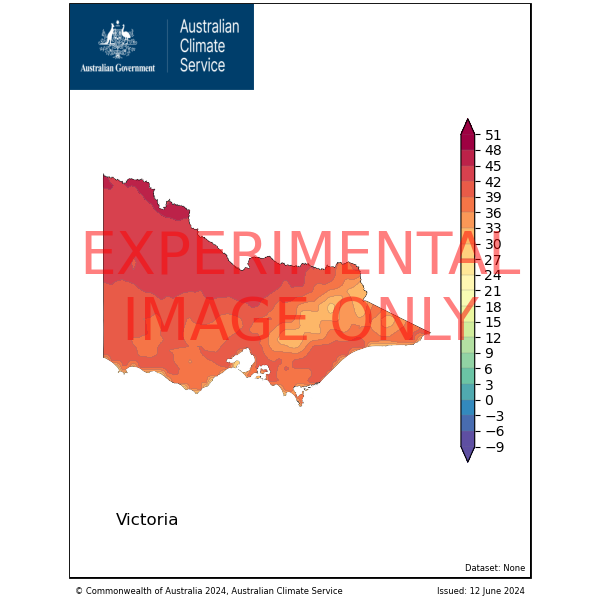 Australian
Climate
Service
Australian Government
51
48
45
42
39
36
33
30
27
24
21
18
15
12
9
6
3
0
−3
−6
−9
EXPERIMENTAL
IMAGE ONLY
Victoria
Dataset: None
© Commonwealth of Australia 2024, Australian Climate Service
Issued: 12 June 2024